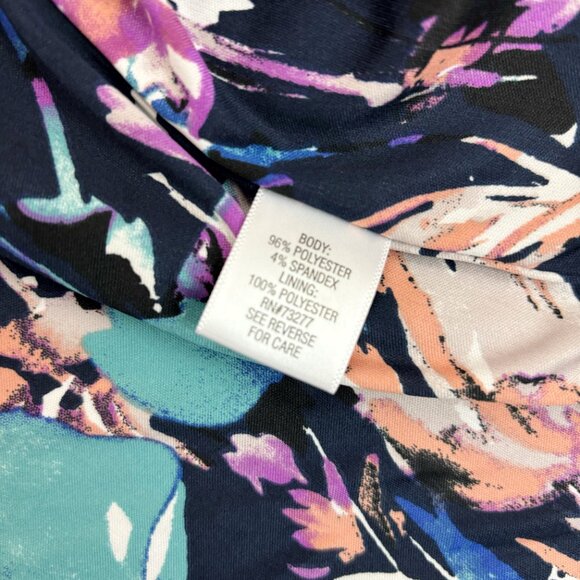 BODY:
96% POLYESTER
4% SPANDEX
LINING:
100% POLYESTER
RN#73277
SEE REVERSE
FOR CARE